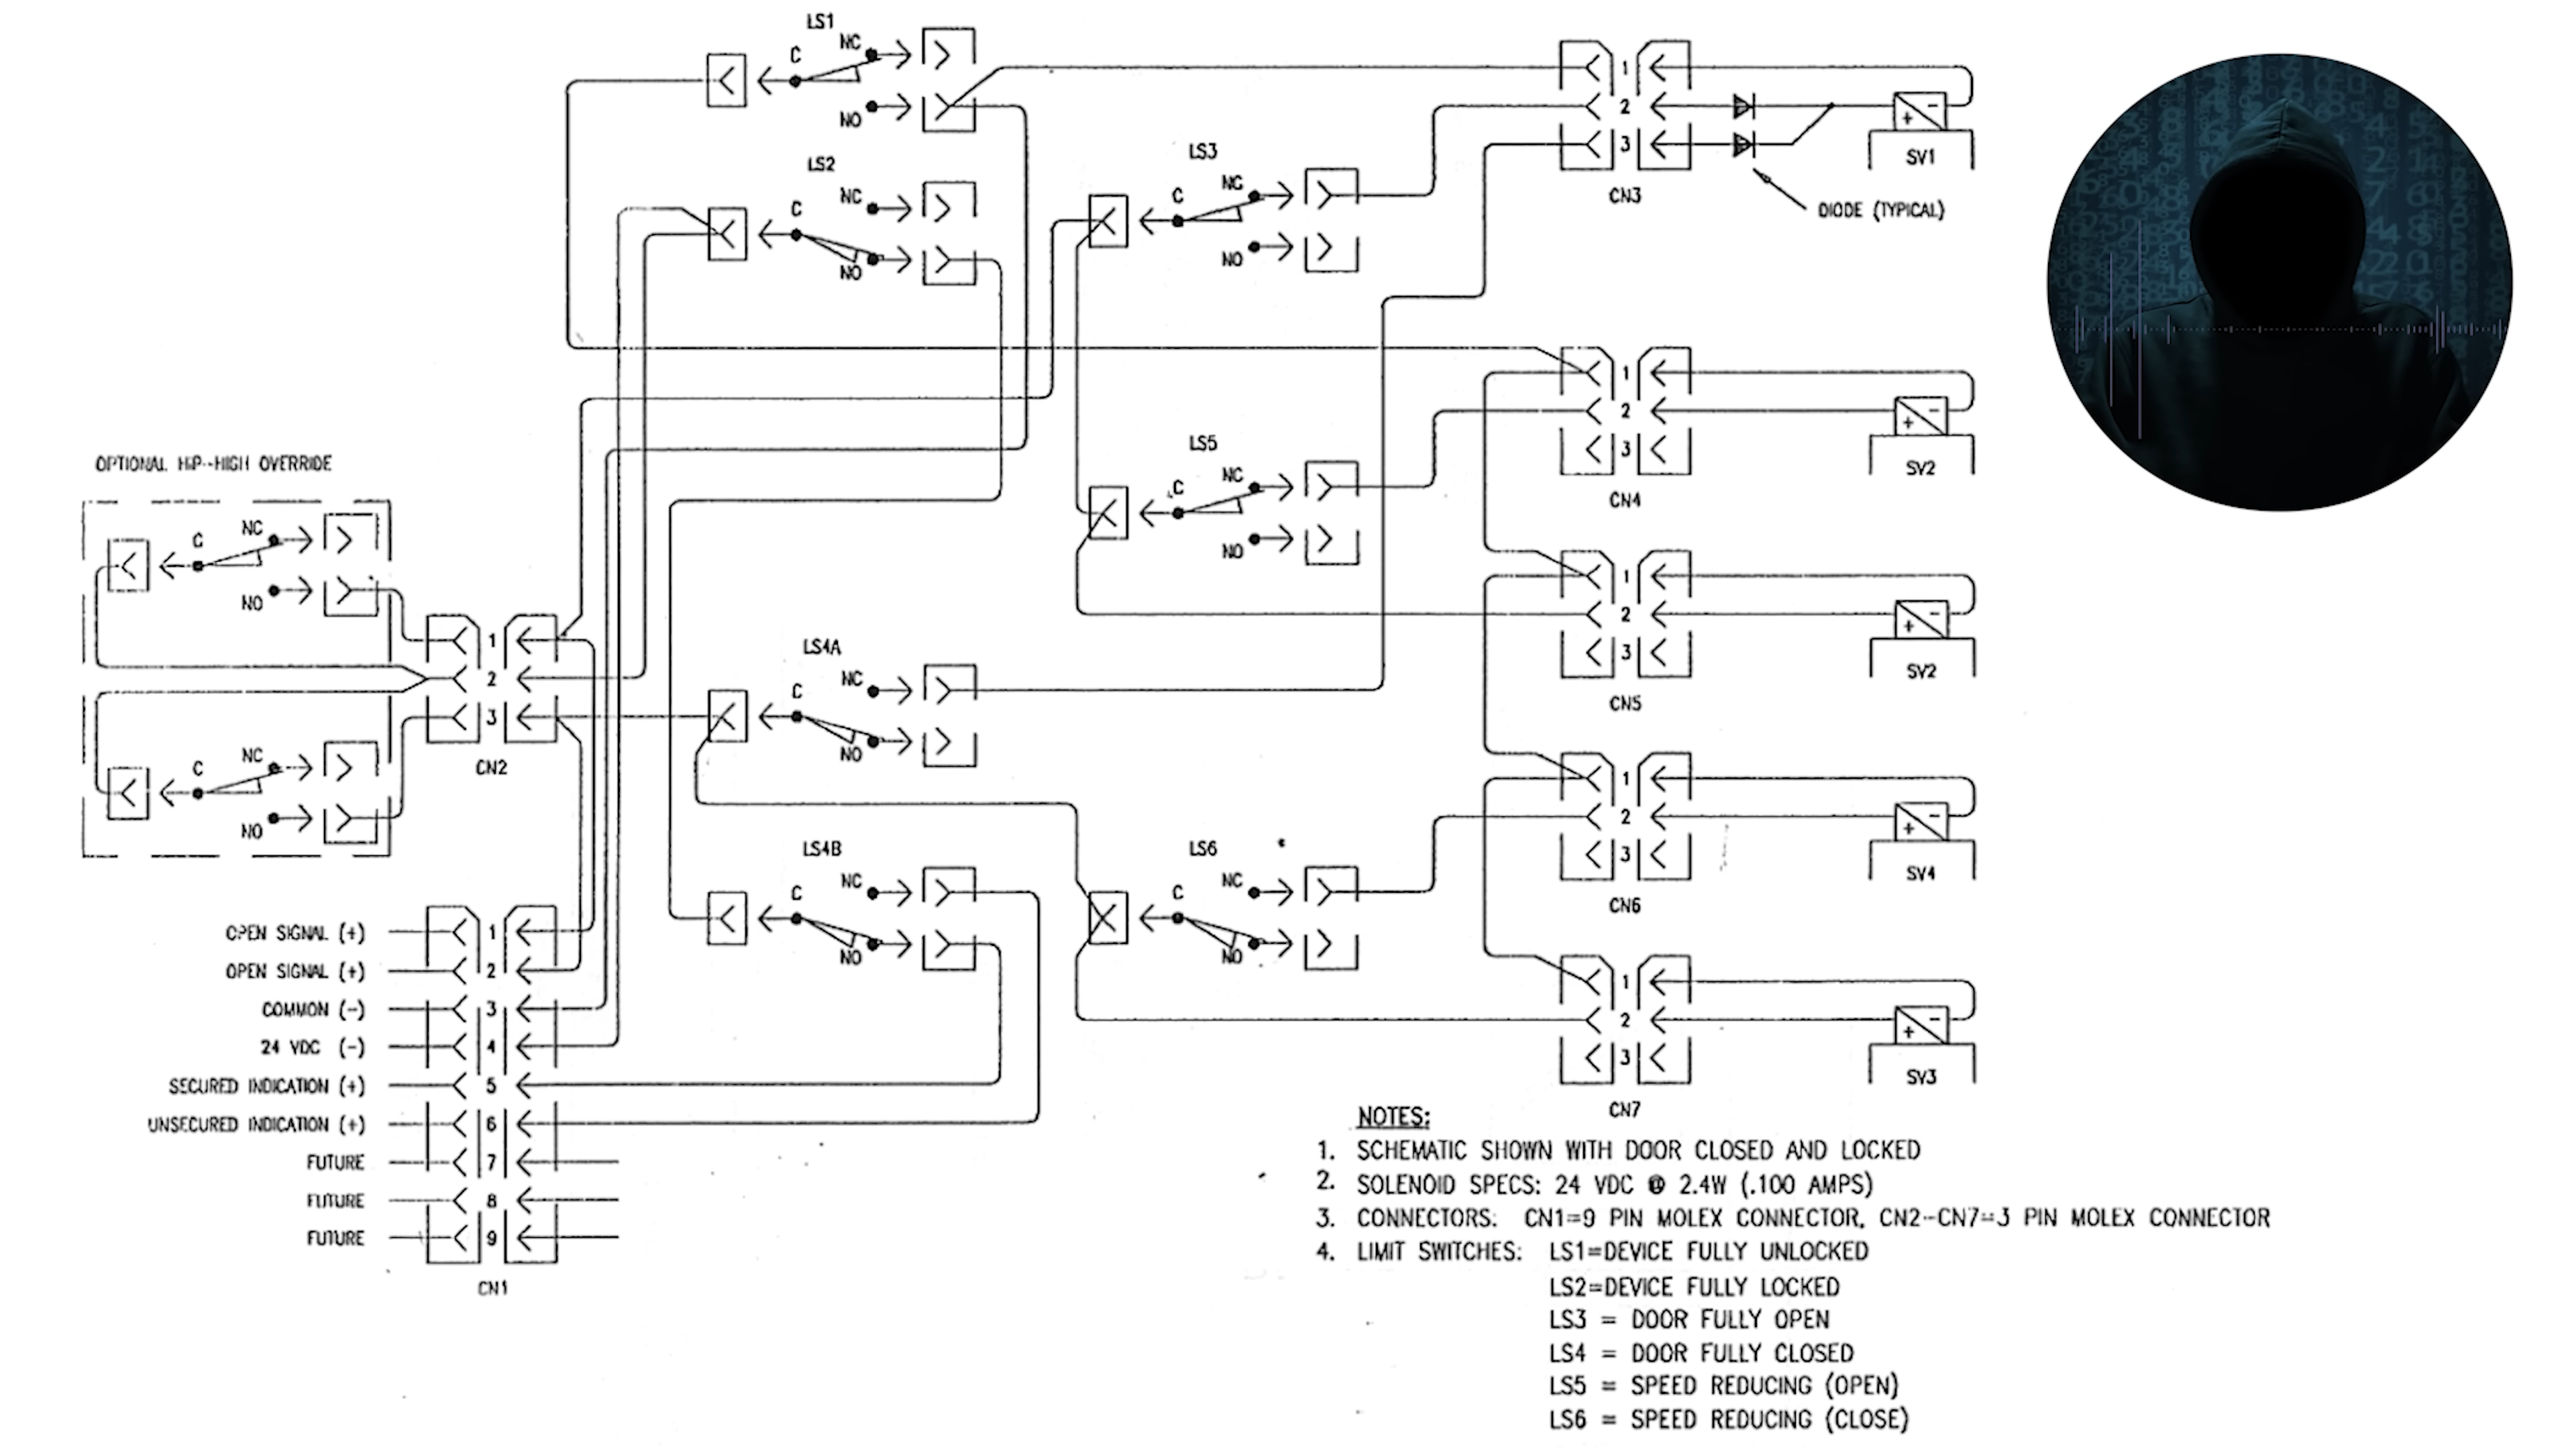 LS1
C
NC
NO
LS2
C
NC
NO
LS3
C
NC
NO
1
2
3
CN3
SV1
DIODE (TYPICAL)
1
2
3
CN4
SV2
LS5
C
NC
NO
OPTIONAL HIP-HIGH OVERRIDE
C
NC
NO
C
NC
NO
1
2
3
CN2
1
2
3
CN5
SV2
LS4A
C
NC
NO
1
2
3
CN6
SV4
LS4B
C
NC
NO
LS6
C
NC
NO
OPEN SIGNAL (+) 1
OPEN SIGNAL (+) 2
COMMON (-) 3
24 VDC (-) 4
SECURED INDICATION (+) 5
UNSECURED INDICATION (+) 6
FUTURE 7
FUTURE 8
FUTURE 9
CN1
1
2
3
CN7
SV3
NOTES:
1. SCHEMATIC SHOWN WITH DOOR CLOSED AND LOCKED
2. SOLENOID SPECS: 24 VDC @ 2.4W (.100 AMPS)
3. CONNECTORS: CN1=9 PIN MOLEX CONNECTOR, CN2-CN7=3 PIN MOLEX CONNECTOR
4. LIMIT SWITCHES: LS1=DEVICE FULLY UNLOCKED
LS2=DEVICE FULLY LOCKED
LS3 = DOOR FULLY OPEN
LS4 = DOOR FULLY CLOSED
LS5 = SPEED REDUCING (OPEN)
LS6 = SPEED REDUCING (CLOSE)